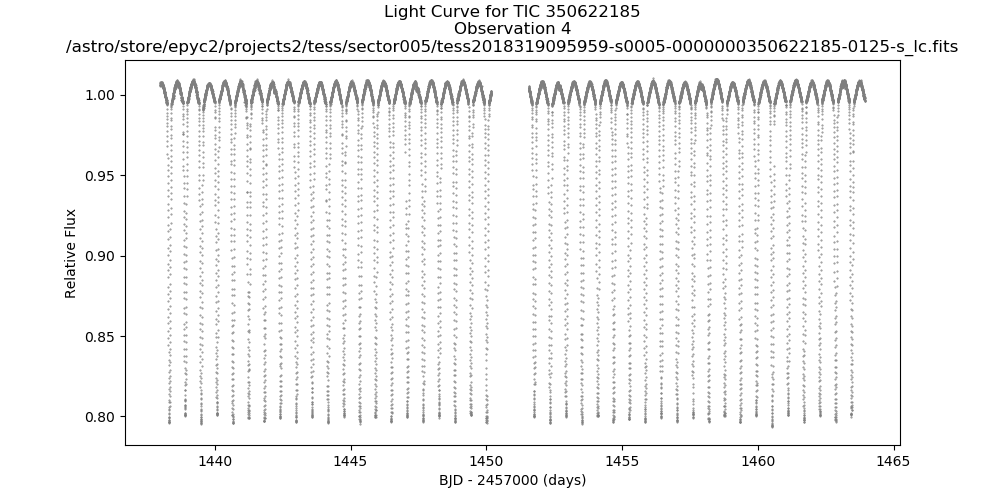 Light Curve for TIC 350622185
Observation 4
/astro/store/epyc2/projects2/tess/sector005/tess2018319095959-s0005-0000000350622185-0125-s_lc.fits
1.00
0.95
0.90
0.85
0.80
Relative Flux
1440
1445
1450
1455
1460
1465
BJD - 2457000 (days)